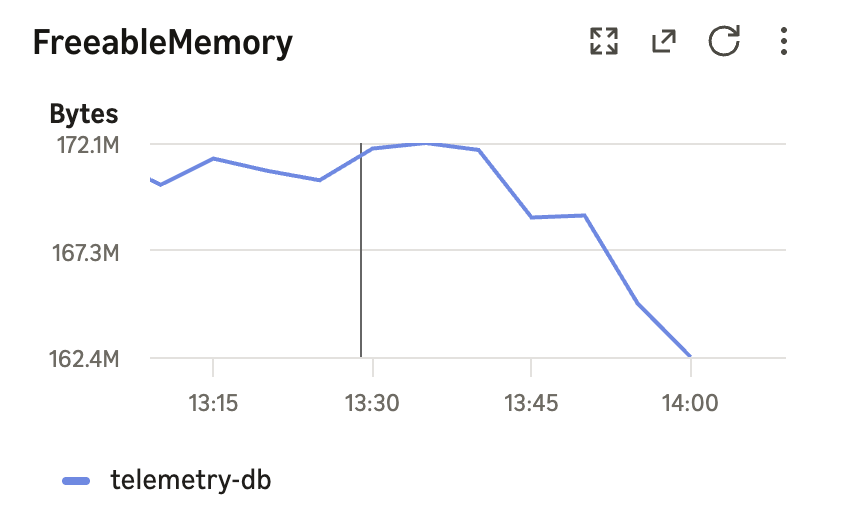 FreeableMemory
Bytes
172.1M
167.3M
162.4M
13:15 13:30 13:45 14:00
telemetry-db